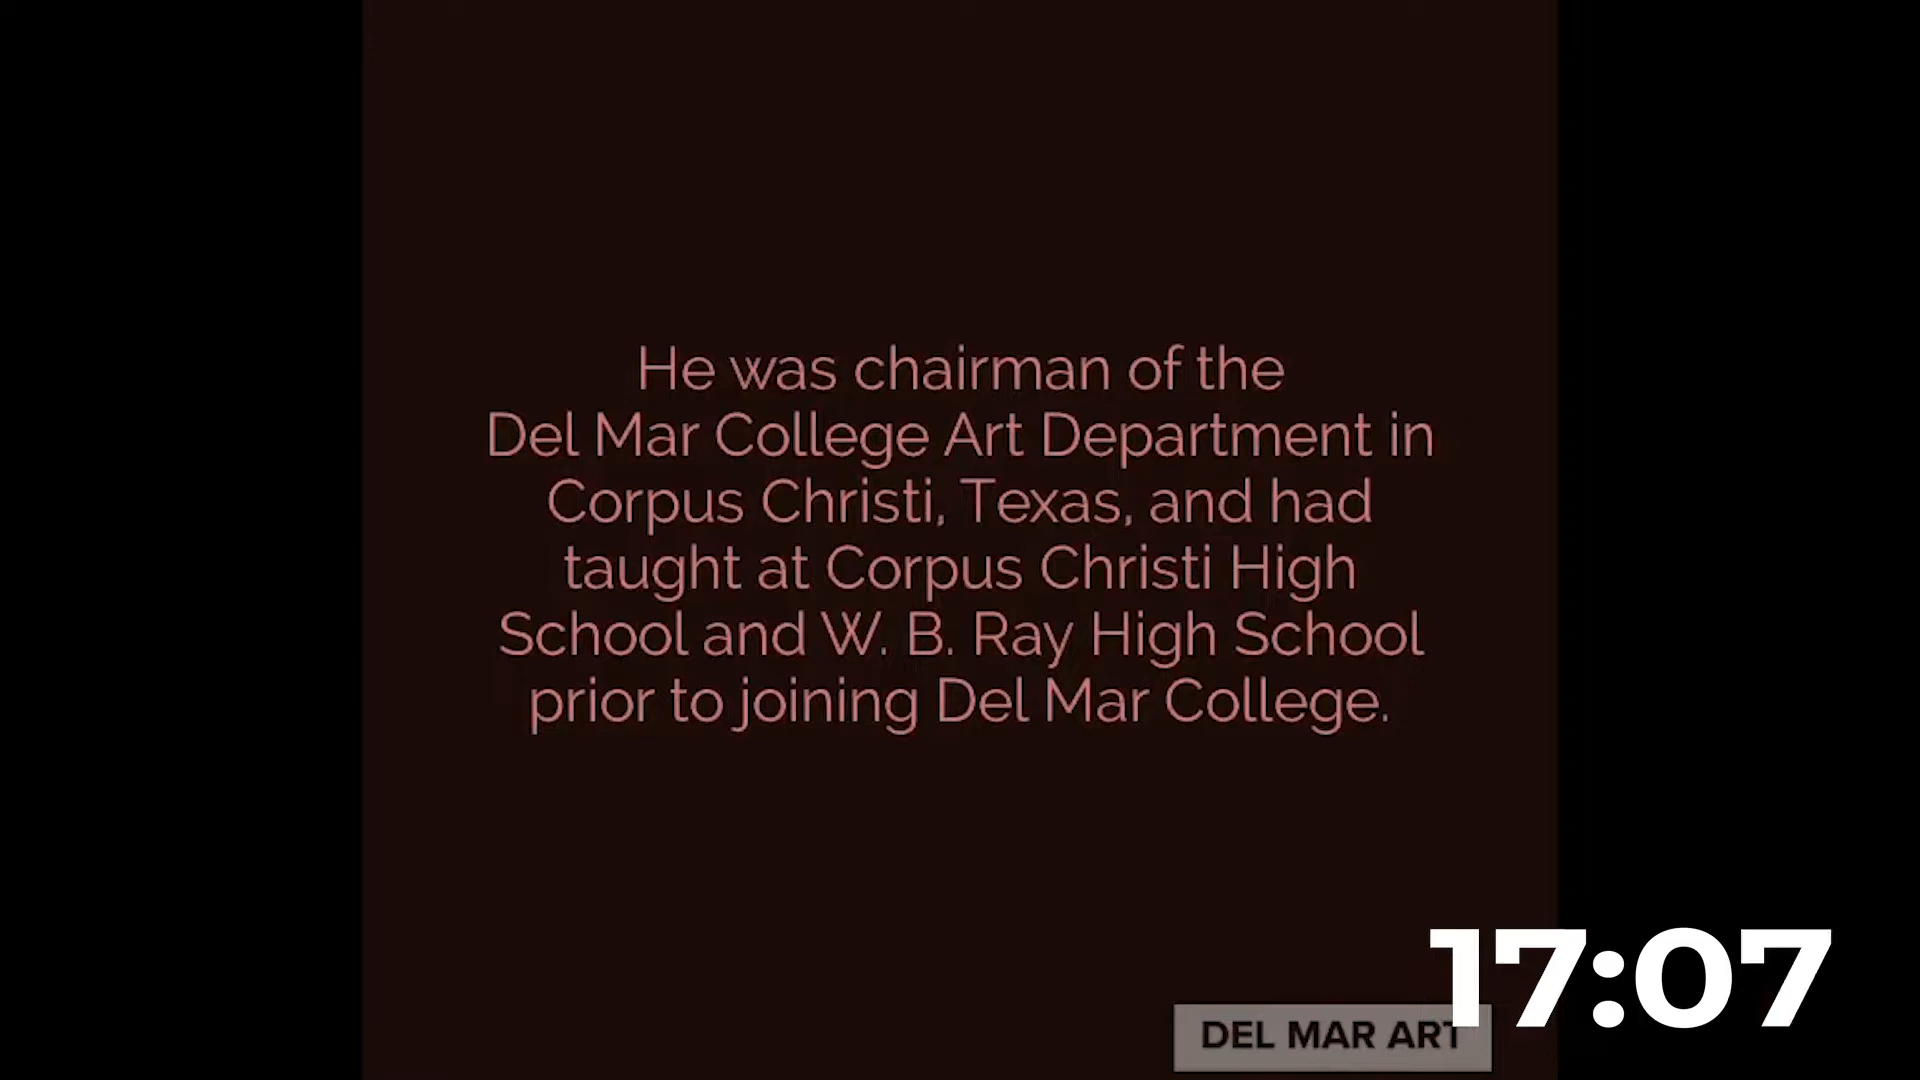 He was chairman of the
Del Mar College Art Department in
Corpus Christi, Texas, and had
taught at Corpus Christi High
School and W. B. Ray High School
prior to joining Del Mar College.
17:07
DEL MAR ART